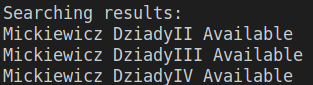 Searching results:
Mickiewicz DziadyII Available
Mickiewicz DziadyIII Available
Mickiewicz DziadyIV Available